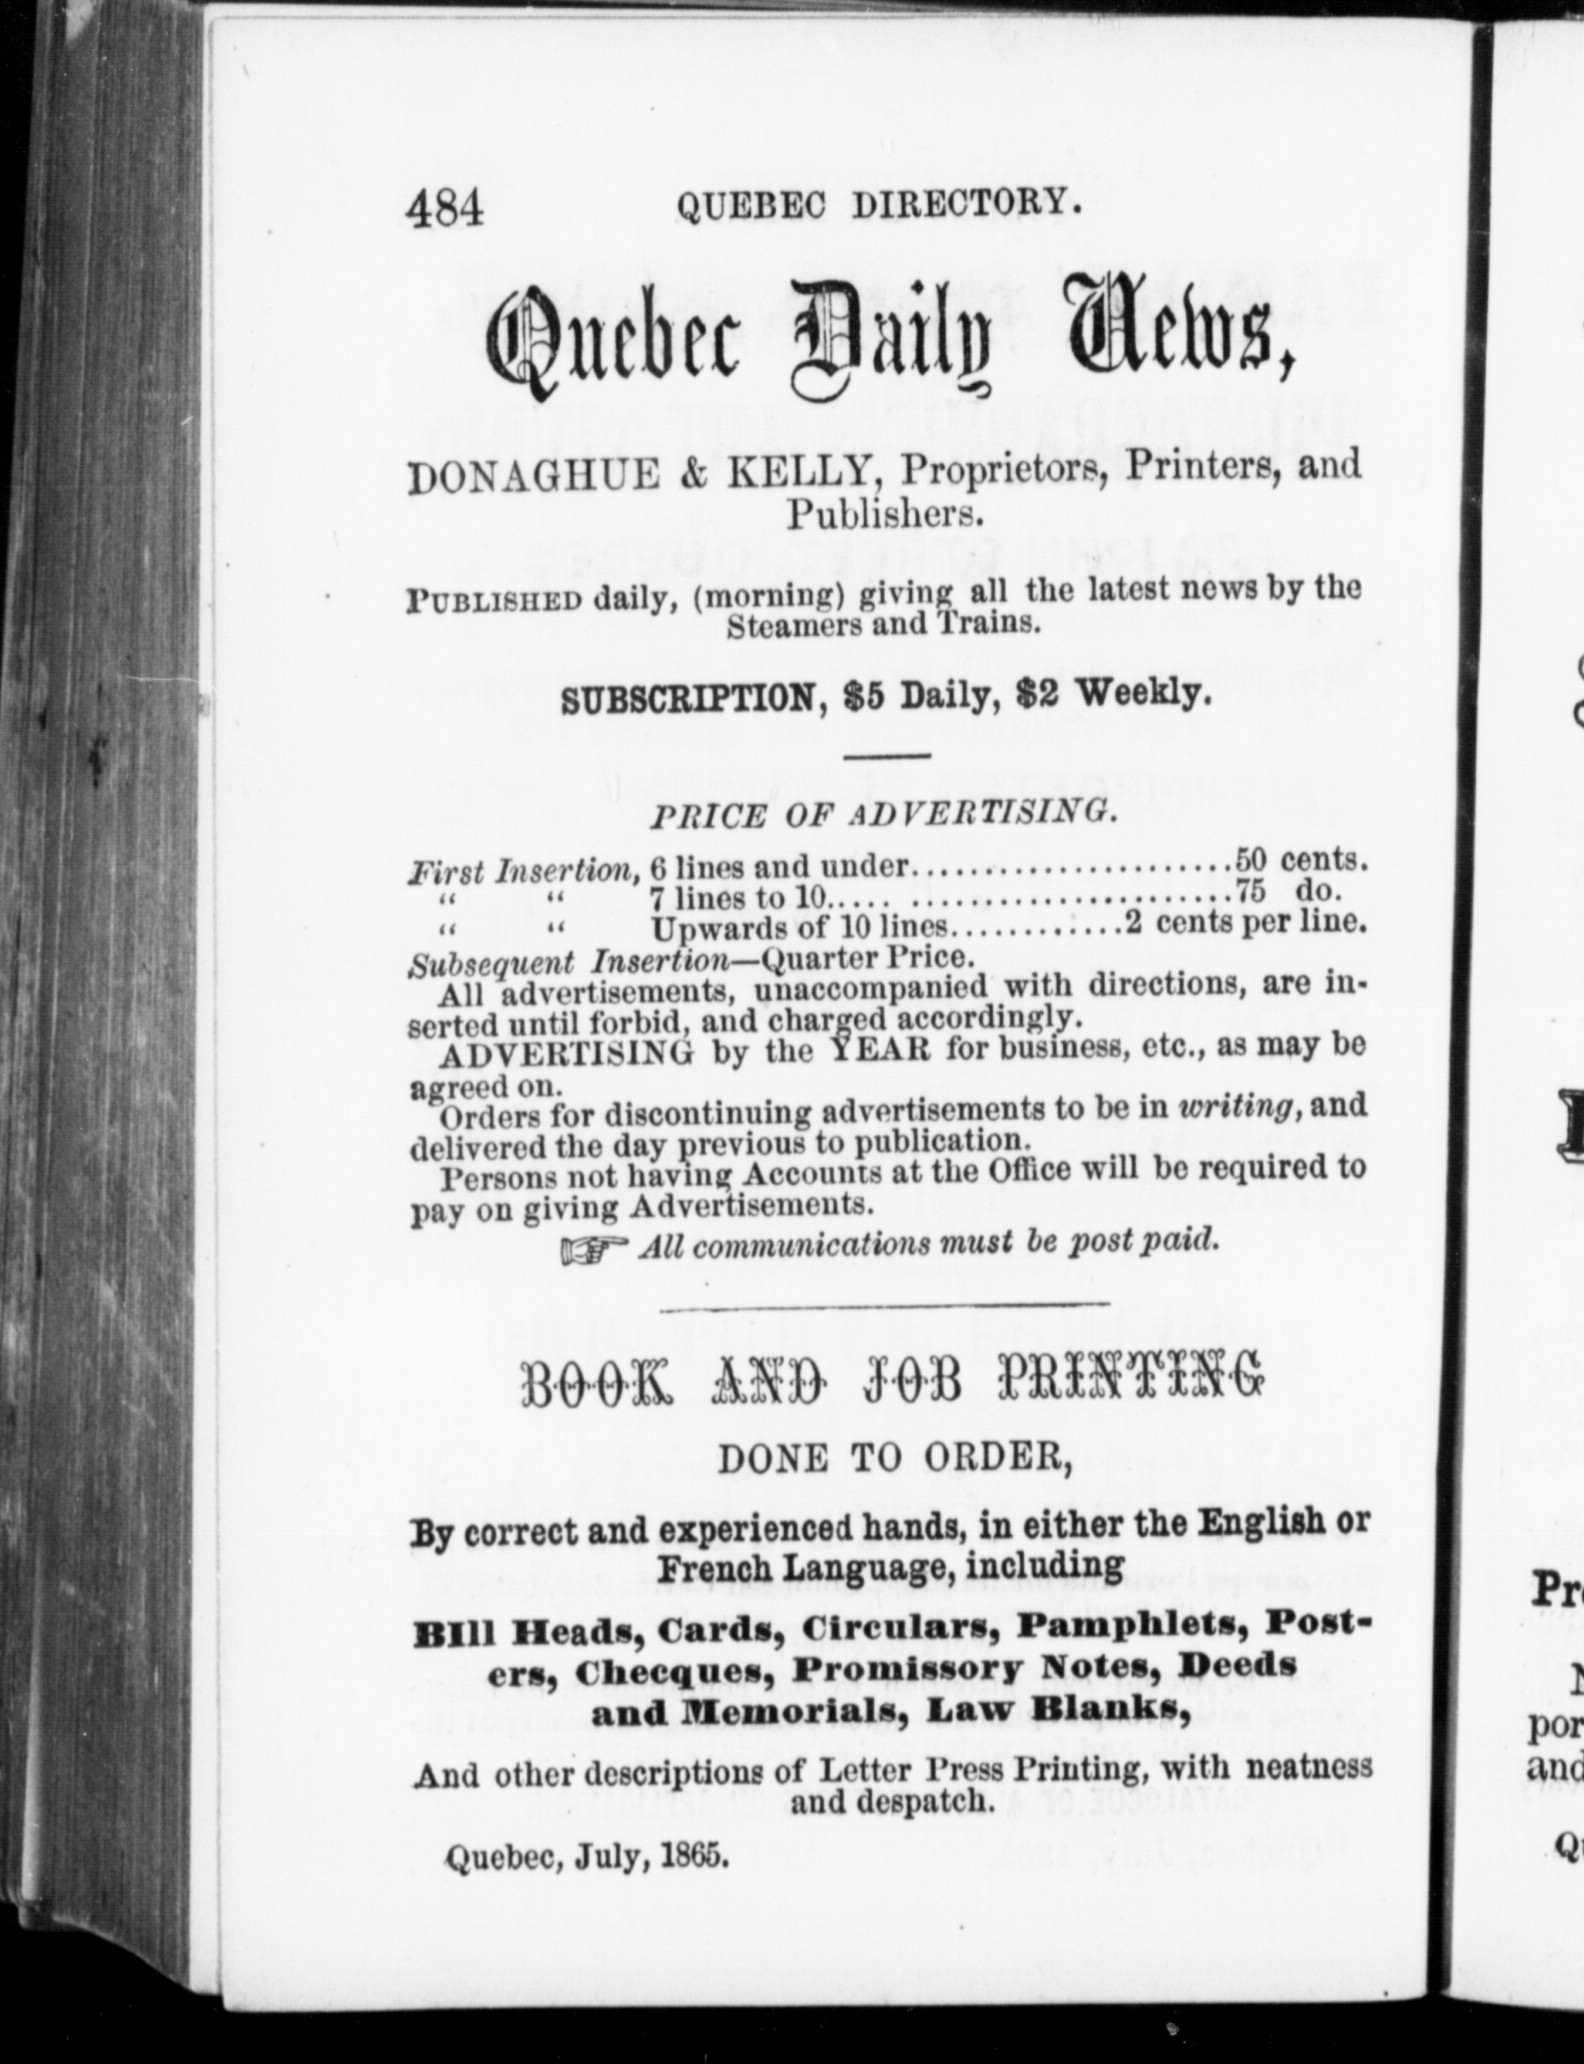 484 QUEBEC DIRECTORY.
Quebec Daily News,
DONAGHUE & KELLY, Proprietors, Printers, and
Publishers.
PUBLISHED daily, (morning) giving all the latest news by the
Steamers and Trains.
SUBSCRIPTION, $5 Daily, $2 Weekly.
PRICE OF ADVERTISING.
First Insertion, 6 lines and under.......................50 cents.
“ “ 7 lines to 10..... .......................75 do.
“ “ Upwards of 10 lines............2 cents per line.
Subsequent Insertion—Quarter Price.
All advertisements, unaccompanied with directions, are in-
serted until forbid, and charged accordingly.
ADVERTISING by the YEAR for business, etc., as may be
agreed on.
Orders for discontinuing advertisements to be in writing, and
delivered the day previous to publication.
Persons not having Accounts at the Office will be required to
pay on giving Advertisements.
☞ All communications must be post paid.
BOOK AND JOB PRINTING
DONE TO ORDER,
By correct and experienced hands, in either the English or
French Language, including
BIll Heads, Cards, Circulars, Pamphlets, Post-
ers, Checques, Promissory Notes, Deeds
and Memorials, Law Blanks,
And other descriptions of Letter Press Printing, with neatness
and despatch.
Quebec, July, 1865.